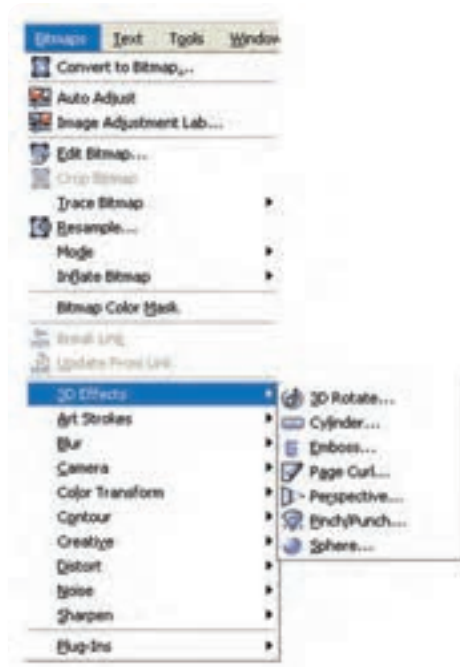 Bitmaps Text Tools Window
Convert to Bitmap...
Auto Adjust
Image Adjustment Lab...
Edit Bitmap...
Crop Bitmap
Trace Bitmap
Resample...
Mode
Inflate Bitmap
Bitmap Color Mask
Break Link
Update From Link
3D Effects
Art Strokes
Blur
Camera
Color Transform
Contour
Creative
Distort
Noise
Sharpen
Plug-Ins
3D Rotate...
Cylinder...
Emboss...
Page Curl...
Perspective...
Pinch/Punch...
Sphere...